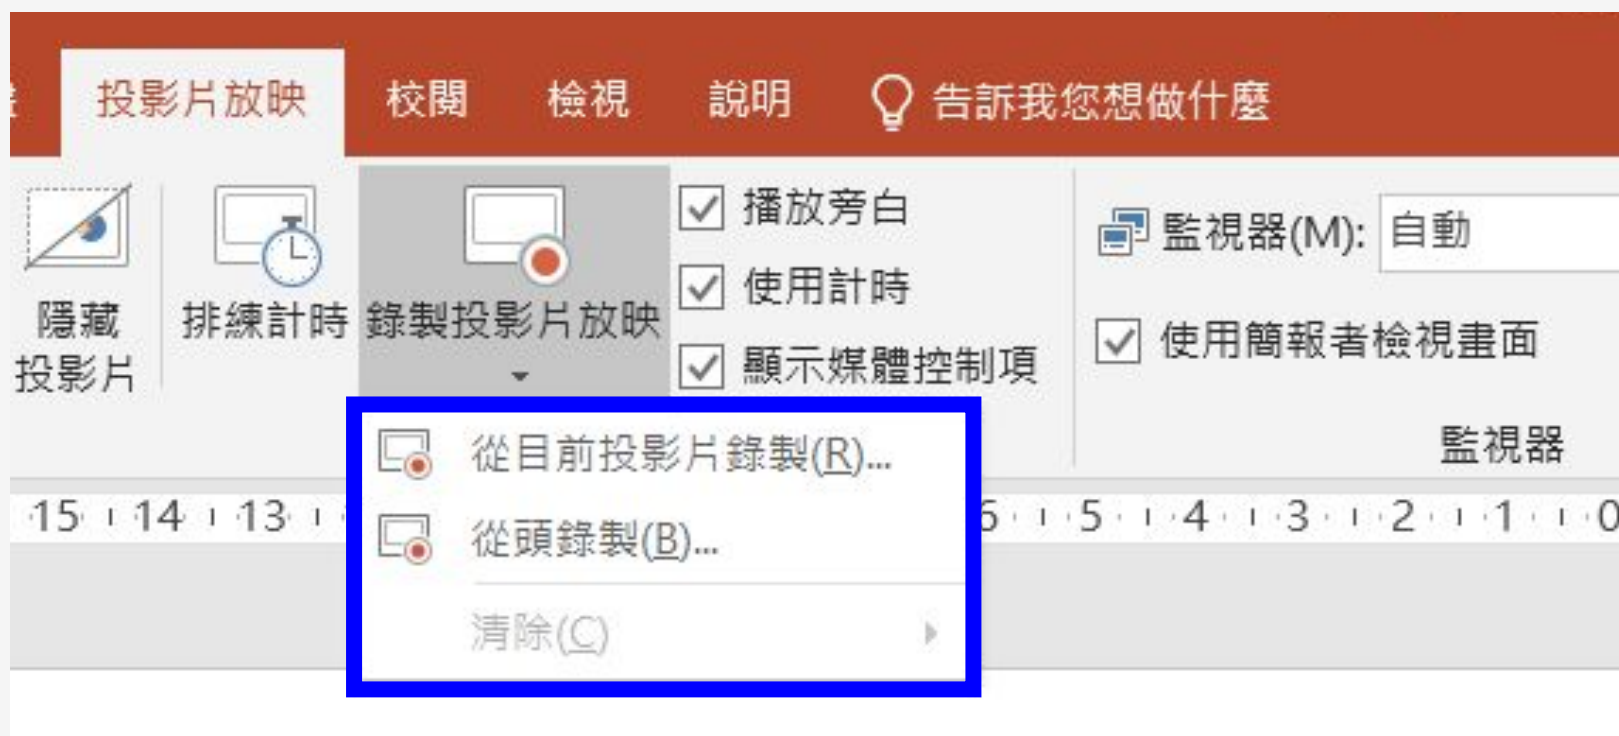 投影片放映 校閱 檢視 說明 告訴我您想做什麼
隱藏
投影片
排練計時
錄製投影片放映
播放旁白
使用計時
顯示媒體控制項
監視器(M): 自動
使用簡報者檢視畫面
監視器
從目前投影片錄製(R)...
從頭錄製(B)...
清除(C)
15 14 13 5 4 3 2 1 0